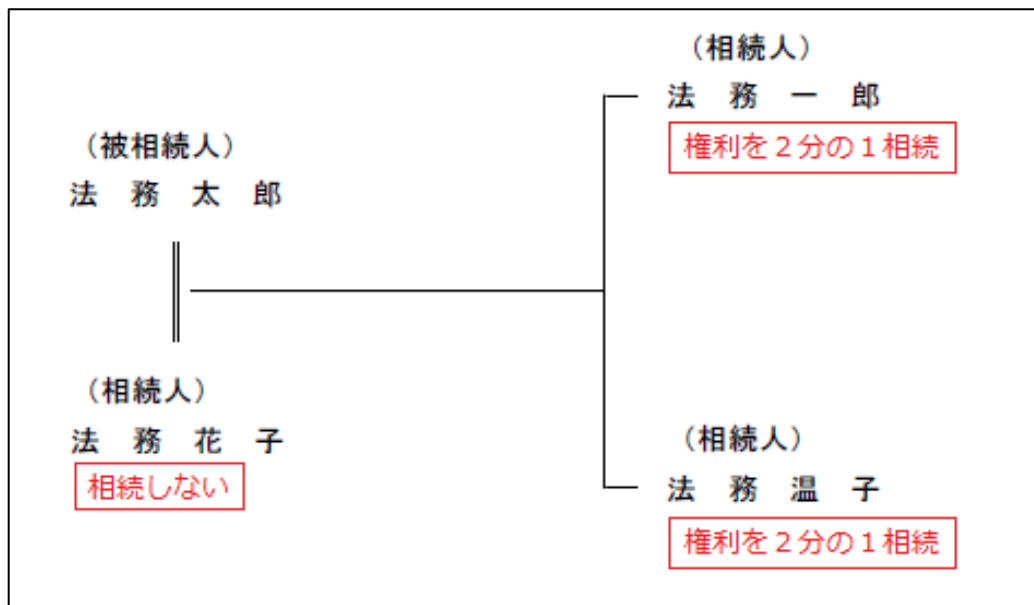 （被相続人）
法　務　太　郎
（相続人）
法　務　花　子
相続しない
（相続人）
法　務　一　郎
権利を２分の１相続
（相続人）
法　務　温　子
権利を２分の１相続